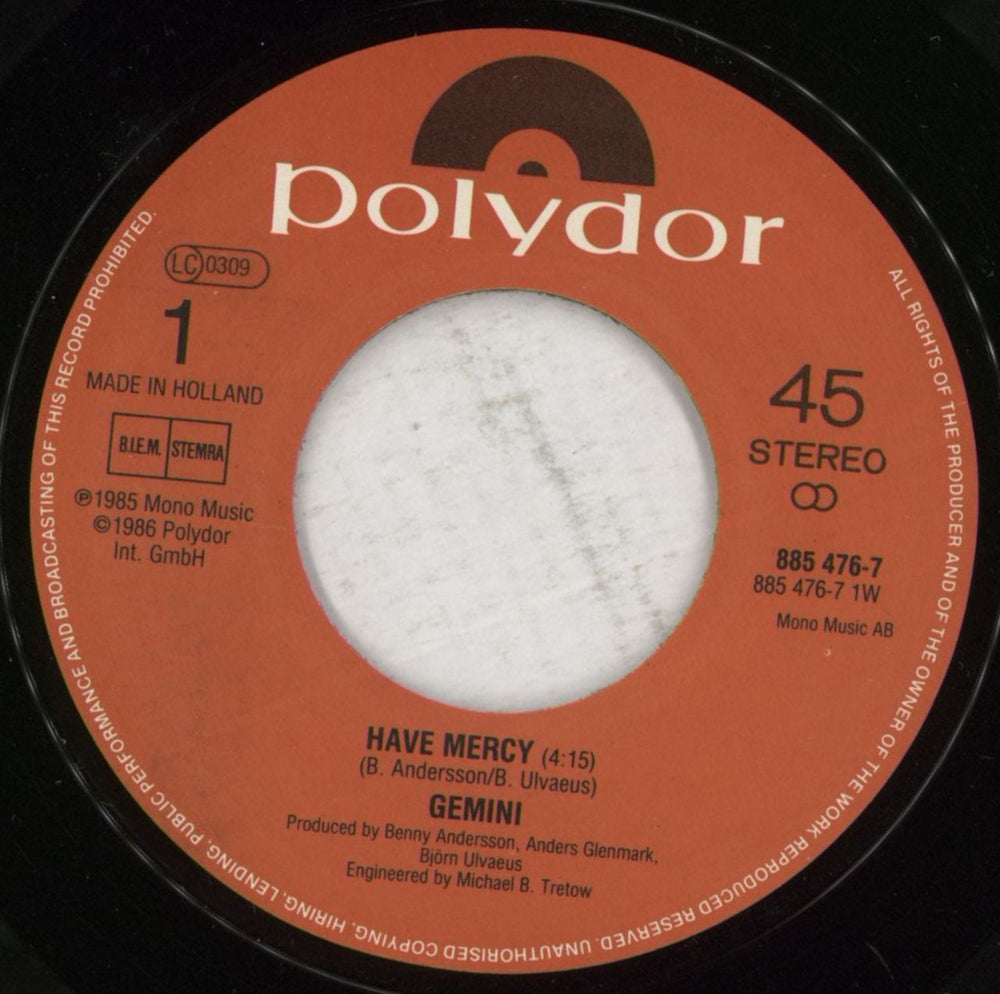 polydor
LC 0309
1
MADE IN HOLLAND
B.I.E.M. STEMRA
℗1985 Mono Music
©1986 Polydor
Int. GmbH
45
STEREO
885 476-7
885 476-7 1W
Mono Music AB
HAVE MERCY (4:15)
(B. Andersson/B. Ulvaeus)
GEMINI
Produced by Benny Andersson, Anders Glenmark,
Björn Ulvaeus
Engineered by Michael B. Tretow
ALL RIGHTS OF THE PRODUCER AND OF THE OWNER OF THE WORK REPRODUCED RESERVED. UNAUTHORISED COPYING, HIRING, LENDING, PUBLIC PERFORMANCE AND BROADCASTING OF THIS RECORD PROHIBITED.